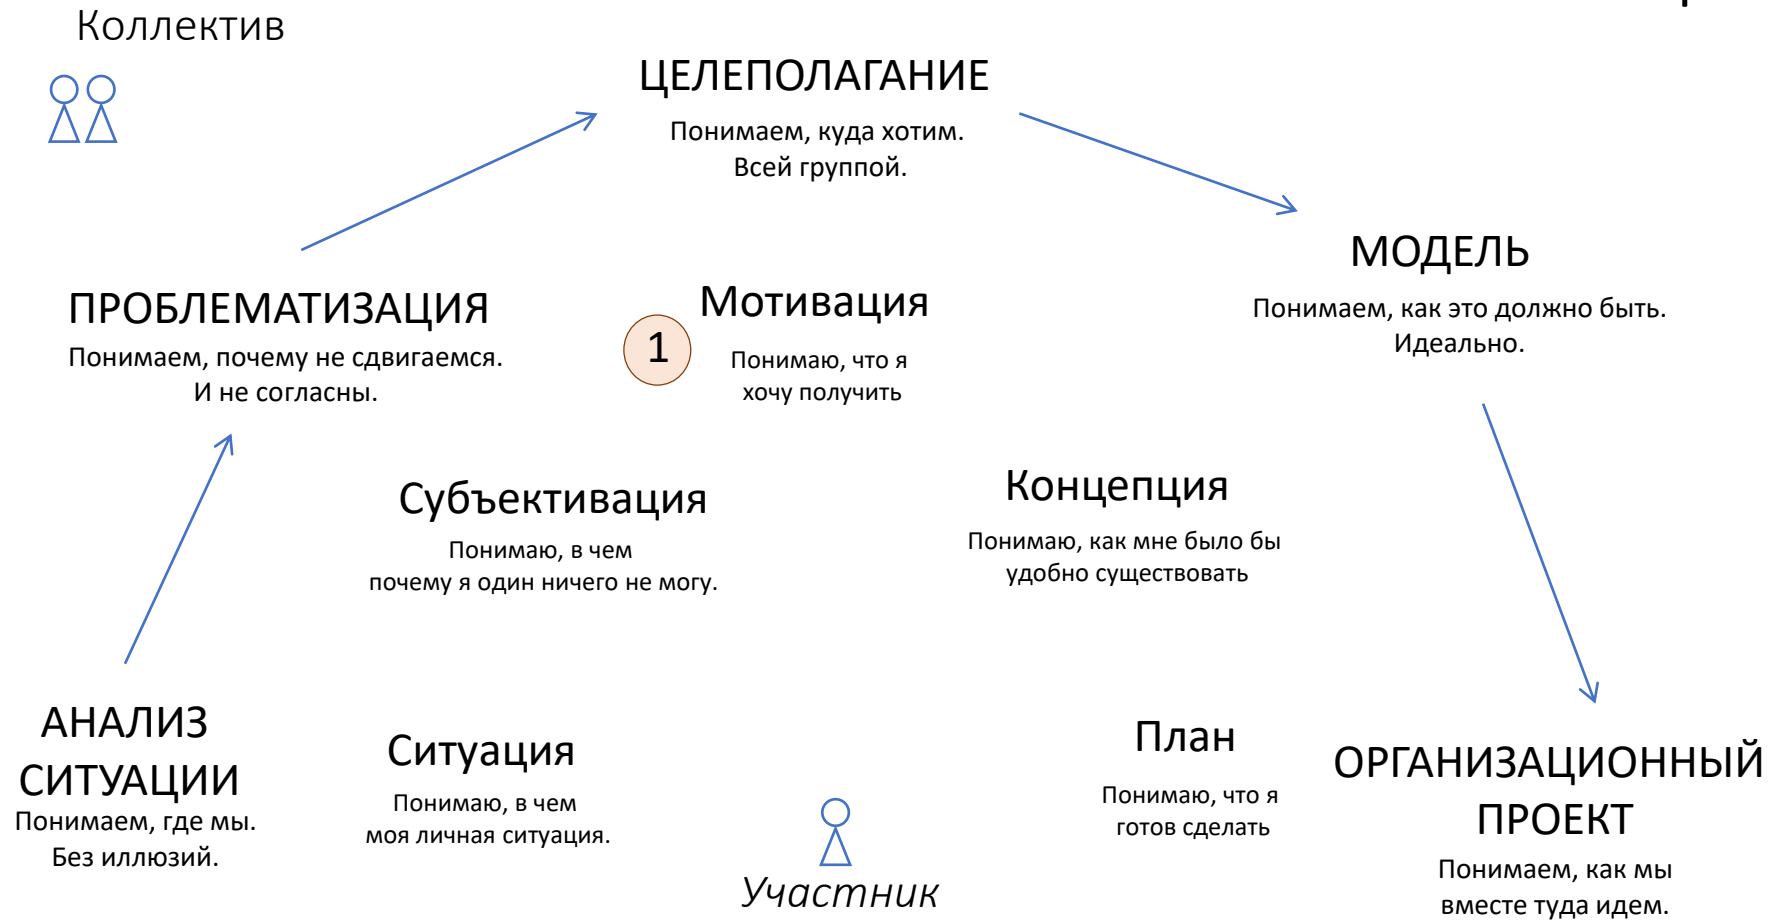 Коллектив
ЦЕЛЕПОЛАГАНИЕ
Понимаем, куда хотим.
Всей группой.
МОДЕЛЬ
Понимаем, как это должно быть.
Идеально.
ПРОБЛЕМАТИЗАЦИЯ
Понимаем, почему не сдвигаемся.
И не согласны.
1
Мотивация
Понимаю, что я
хочу получить
Субъективация
Понимаю, в чем
почему я один ничего не могу.
Концепция
Понимаю, как мне было бы
удобно существовать
АНАЛИЗ
СИТУАЦИИ
Понимаем, где мы.
Без иллюзий.
Ситуация
Понимаю, в чем
моя личная ситуация.
Участник
План
Понимаю, что я
готов сделать
ОРГАНИЗАЦИОННЫЙ
ПРОЕКТ
Понимаем, как мы
вместе туда идем.